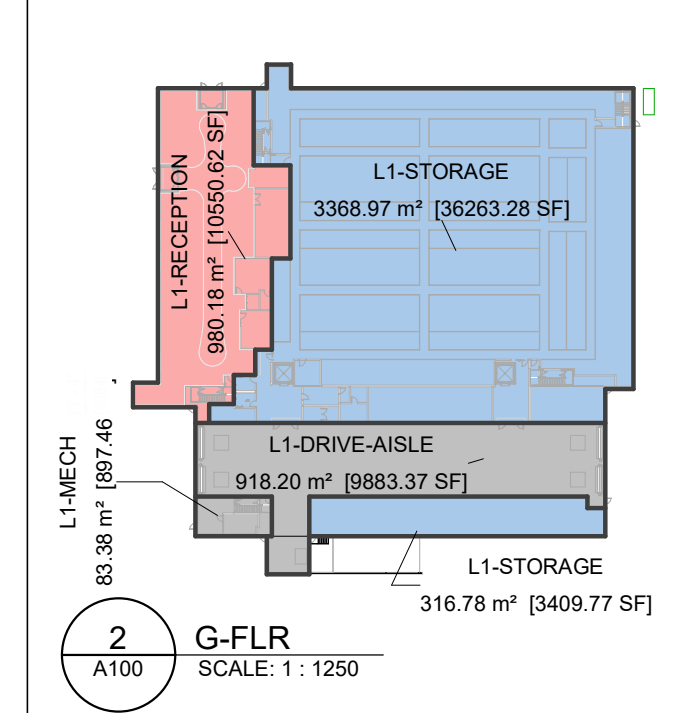 L1-RECEPTION
980.18 m² [10550.62 SF]
L1-STORAGE
3368.97 m² [36263.28 SF]
L1-DRIVE-AISLE
918.20 m² [9883.37 SF]
L1-MECH
83.38 m² [897.46
]
L1-STORAGE
316.78 m² [3409.77 SF]
2
A100
G-FLR
SCALE: 1 : 1250